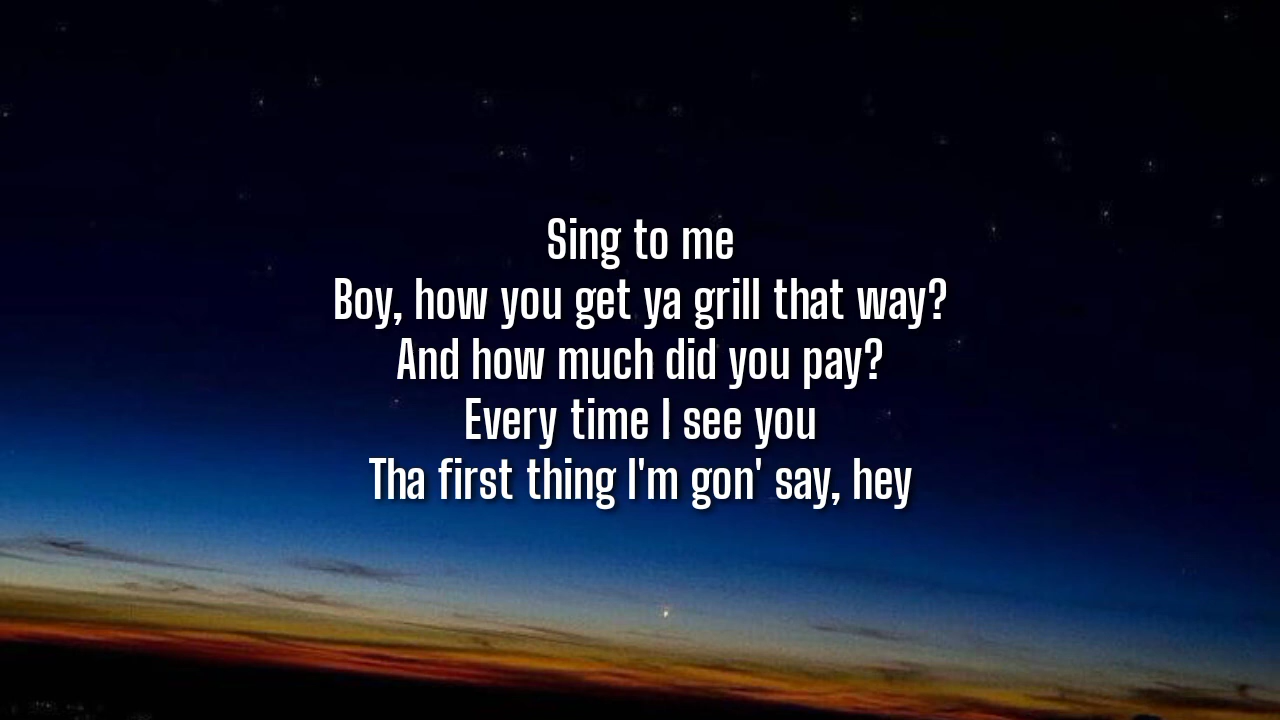 Sing to me
Boy, how you get ya grill that way?
And how much did you pay?
Every time I see you
Tha first thing I'm gon' say, hey